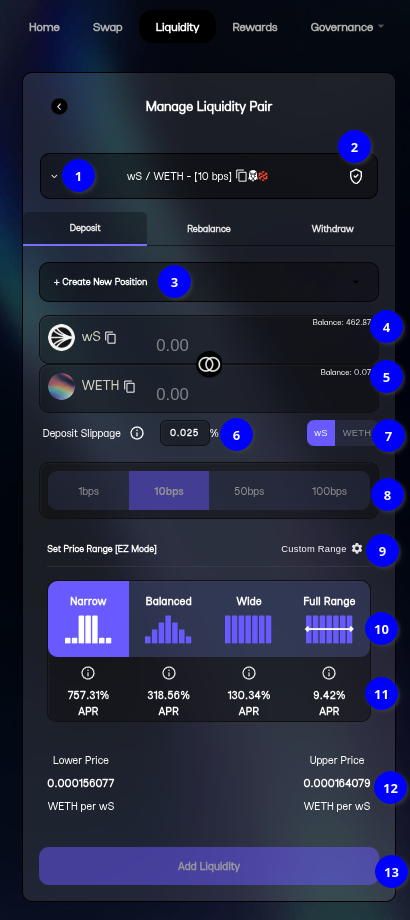 Home Swap Liquidity Rewards Governance
Manage Liquidity Pair
2
1 wS / WETH - [10 bps]
Deposit Rebalance Withdraw
+ Create New Position 3
Balance: 462.87 4
wS 0.00
Balance: 0.07 5
WETH 0.00
Deposit Slippage 0.025 % 6 wS WETH 7
1bps 10bps 50bps 100bps 8
Set Price Range [EZ Mode] Custom Range 9
Narrow Balanced Wide Full Range
10
757.31% 318.56% 130.34% 9.42% 11
APR APR APR APR
Lower Price Upper Price
0.000156077 0.000164079 12
WETH per wS WETH per wS
Add Liquidity 13